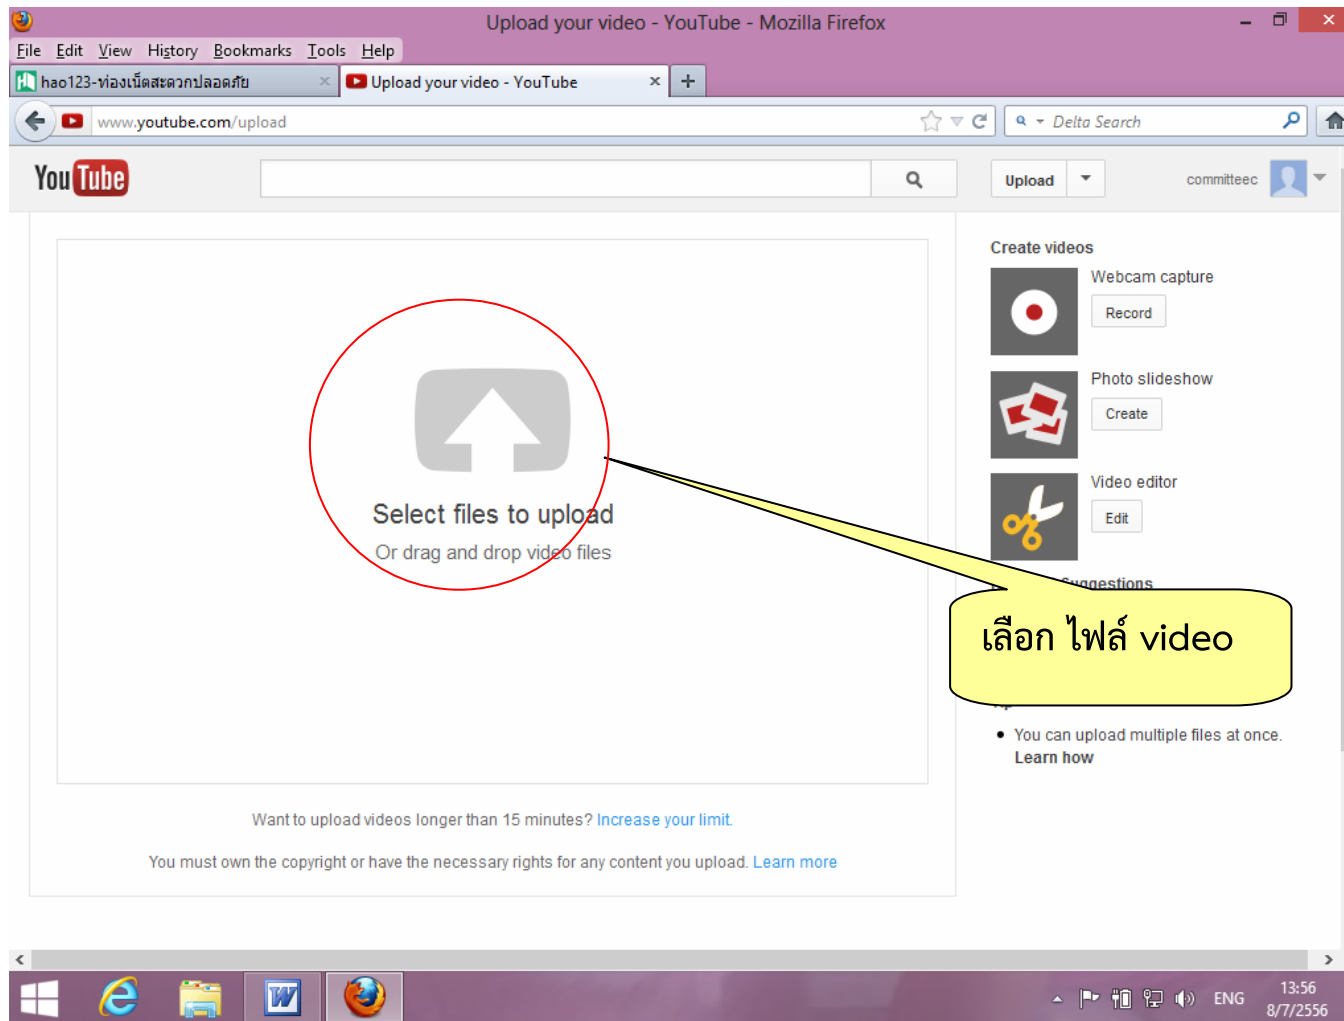 Upload your video - YouTube - Mozilla Firefox
File Edit View History Bookmarks Tools Help
hao123-ท่องเน็ตสะดวกปลอดภัย
Upload your video - YouTube
www.youtube.com/upload
Delta Search
YouTube
Upload
committeec
Create videos
Webcam capture
Record
Photo slideshow
Create
Video editor
Edit
Select files to upload
Or drag and drop video files
เลือก ไฟล์ video
You can upload multiple files at once.
Learn how
Want to upload videos longer than 15 minutes? Increase your limit.
You must own the copyright or have the necessary rights for any content you upload. Learn more
ENG
13:56
8/7/2556